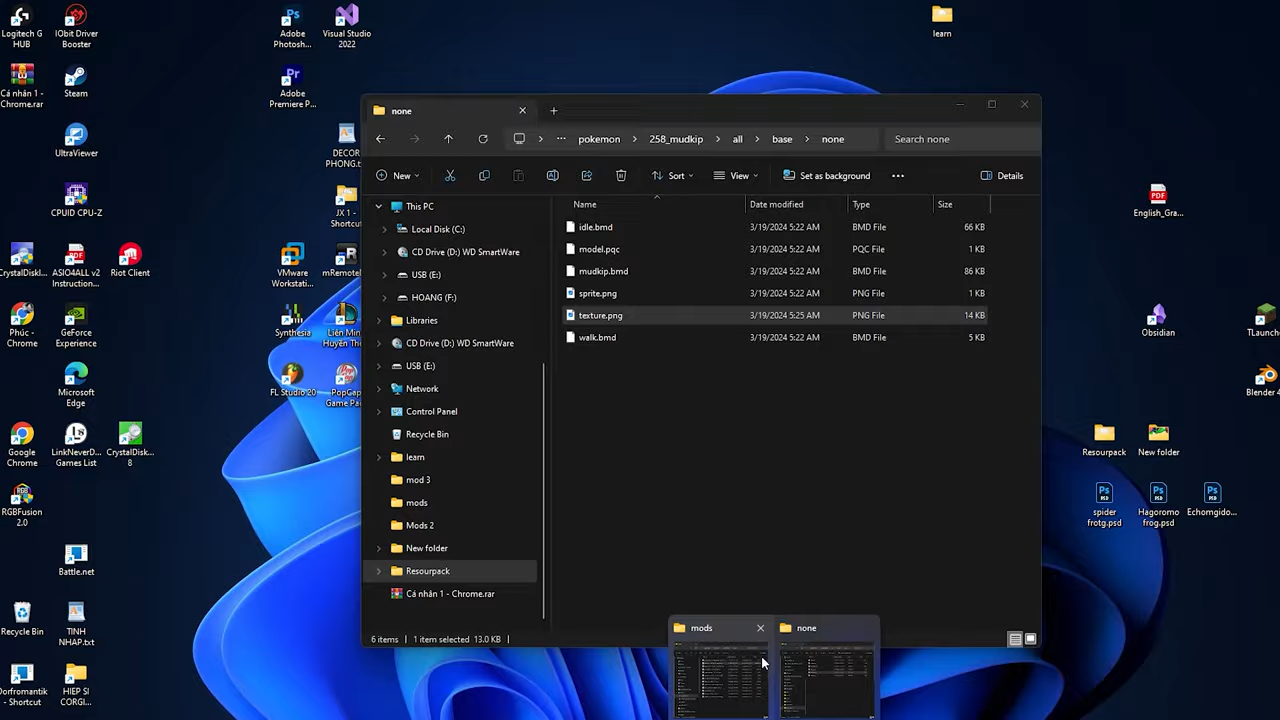 Logitech G
HUB
IObit Driver
Booster
Adobe
Photosh...
Visual Studio
2022
learn
Cá nhân 1 -
Chrome.rar
Steam
Adobe
Premiere P...
UltraViewer
DECOR
PHONG.t
CPUID CPU-Z
JX 1 -
Shortcut
English_Gra...
CrystalDiskI...
ASIO4ALL v2
Instruction...
Riot Client
VMware
Workstati...
mRemote
Phúc -
Chrome
GeForce
Experience
Synthesia
Liên Min
Huyền Th
Obsidian
TLaunche
Microsoft
Edge
FL Studio 20
PopCap
Game Pa
Blender 4
Google
Chrome
LinkNeverD...
Games List
CrystalDisk...
8
Resourpack
New folder
RGBFusion
2.0
spider
frotg.psd
Hagoromo
frog.psd
Echomgido...
Battle.net
Recycle Bin
TINH
NHAP.txt
- Shortcut
HIEP S
CORGI...
none
pokemon
258_mudkip
all
base
none
Search none
New
Sort
View
Set as background
Details
Name
Date modified
Type
Size
idle.bmd 3/19/2024 5:22 AM BMD File 66 KB
model.pqc 3/19/2024 5:22 AM PQC File 1 KB
mudkip.bmd 3/19/2024 5:22 AM BMD File 86 KB
sprite.png 3/19/2024 5:22 AM PNG File 1 KB
texture.png 3/19/2024 5:25 AM PNG File 14 KB
walk.bmd 3/19/2024 5:22 AM BMD File 5 KB
This PC
Local Disk (C:)
CD Drive (D:) WD SmartWare
USB (E:)
HOANG (F:)
Libraries
CD Drive (D:) WD SmartWare
USB (E:)
Network
Control Panel
Recycle Bin
learn
mod 3
mods
Mods 2
New folder
Resourpack
Cá nhân 1 - Chrome.rar
6 items
1 item selected 13.0 KB
mods
none